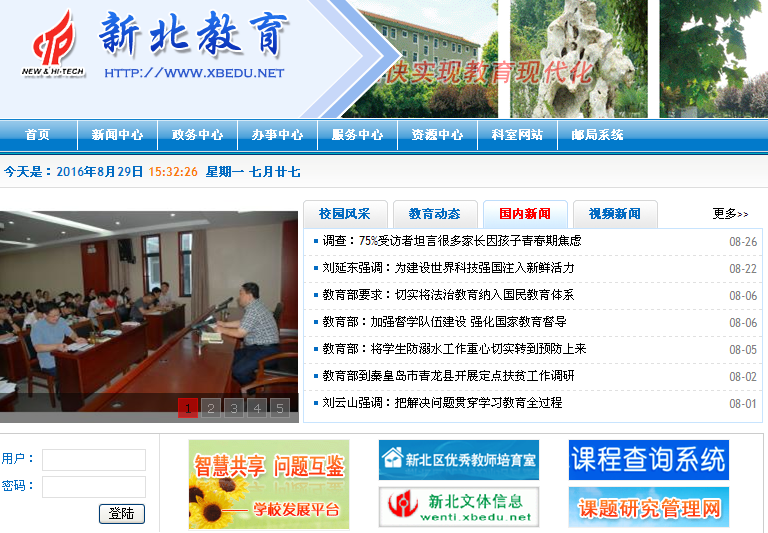 新北教育
NEW & HI-TECH
HTTP://WWW.XBEDU.NET
快实现教育现代化
首页 新闻中心 政务中心 办事中心 服务中心 资源中心 科室网站 邮局系统
今天是：2016年8月29日 15:32:26 星期一 七月廿七
校园风采 教育动态 国内新闻 视频新闻 更多>>
调查：75%受访者坦言很多家长因孩子青春期焦虑 08-26
刘延东强调：为建设世界科技强国注入新鲜活力 08-22
教育部要求：切实将法治教育纳入国民教育体系 08-06
教育部：加强督学队伍建设 强化国家教育督导 08-06
教育部：将学生防溺水工作重心切实转到预防上来 08-05
教育部到秦皇岛市青龙县开展定点扶贫工作调研 08-02
刘云山强调：把解决问题贯穿学习教育全过程 08-01
1 2 3 4 5
用户：
密码：
登陆
智慧共享 问题互鉴
学校发展平台
新北区优秀教师培育室
新北文体信息
wenti.xbedu.net
课程查询系统
课题研究管理网